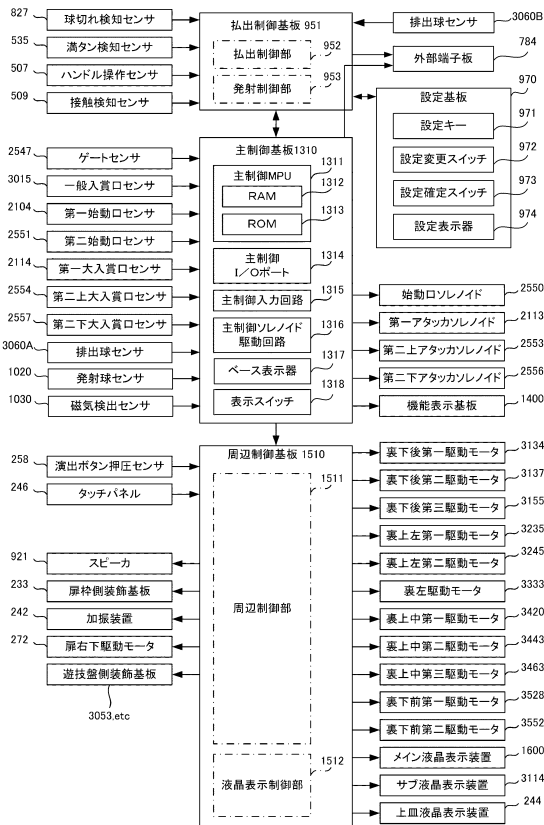 827
球切れ検知センサ
535
満タン検知センサ
507
ハンドル操作センサ
509
接触検知センサ
払出制御基板 951
払出制御部
952
発射制御部
953
排出球センサ
3060B
外部端子板
784
設定基板
970
設定キー
971
設定変更スイッチ
972
設定確定スイッチ
973
設定表示器
974
2547
ゲートセンサ
3015
一般入賞口センサ
2104
第一始動口センサ
2551
第二始動口センサ
2114
第一大入賞口センサ
2554
第二上大入賞口センサ
2557
第二下大入賞口センサ
3060A
排出球センサ
1020
発射球センサ
1030
磁気検出センサ
主制御基板1310
主制御MPU
1311
RAM
1312
ROM
1313
主制御
I/Oポート
1314
主制御入力回路
1315
主制御ソレノイド
駆動回路
1316
ベース表示器
1317
表示スイッチ
1318
始動口ソレノイド
2550
第一アタッカソレノイド
2113
第二上アタッカソレノイド
2553
第二下アタッカソレノイド
2556
機能表示基板
1400
258
演出ボタン押圧センサ
246
タッチパネル
921
スピーカ
233
扉枠側装飾基板
242
加振装置
272
扉右下駆動モータ
遊技盤側装飾基板
3053,etc
周辺制御基板 1510
1511
周辺制御部
1512
液晶表示制御部
裏下後第一駆動モータ
3134
裏下後第二駆動モータ
3137
裏下後第三駆動モータ
3155
裏上左第一駆動モータ
3235
裏上左第二駆動モータ
3245
裏左駆動モータ
3333
裏上中第一駆動モータ
3420
裏上中第二駆動モータ
3443
裏上中第三駆動モータ
3463
裏下前第一駆動モータ
3528
裏下前第二駆動モータ
3552
メイン液晶表示装置
1600
サブ液晶表示装置
3114
上皿液晶表示装置
244